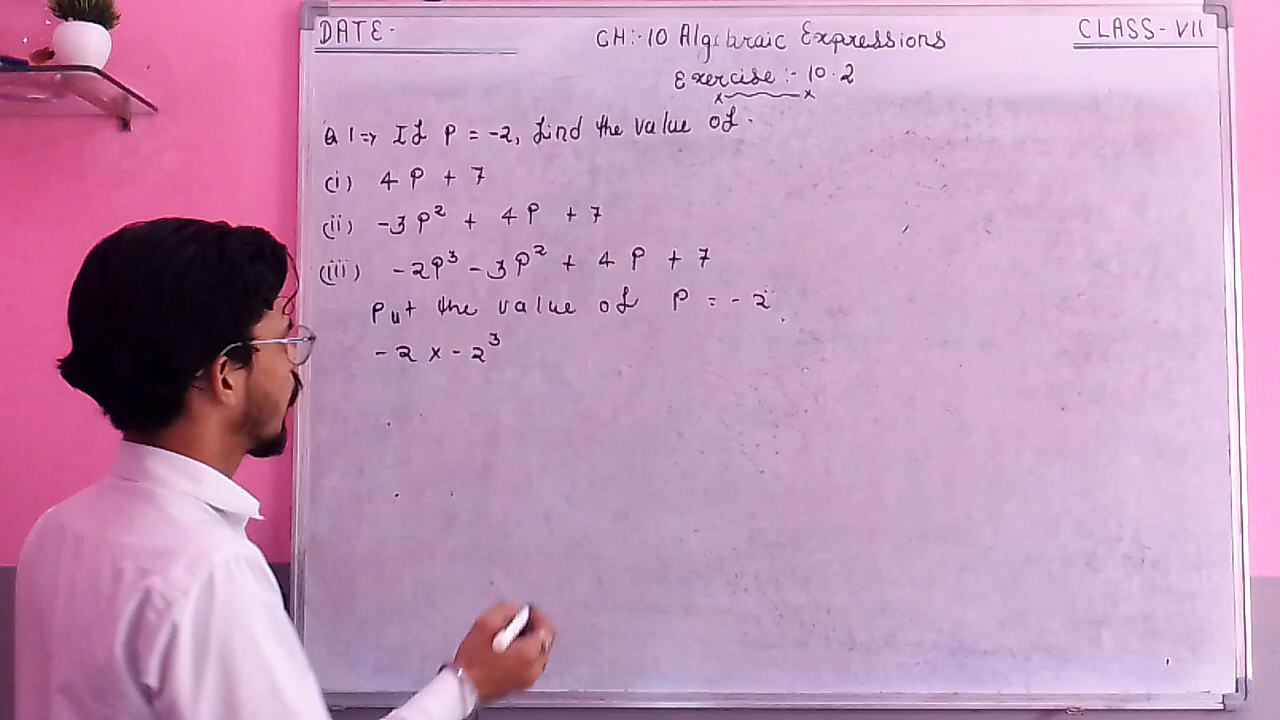 DATE-
CH:-10 Algebraic Expressions
CLASS-VII
Exercise:-10.2
Q1=> If P = -2, find the value of.
(i) 4P + 7
(ii) -3P² + 4P + 7
(iii) -2P³ - 3P² + 4P + 7
Put the value of P = -2.
-2 x -2³